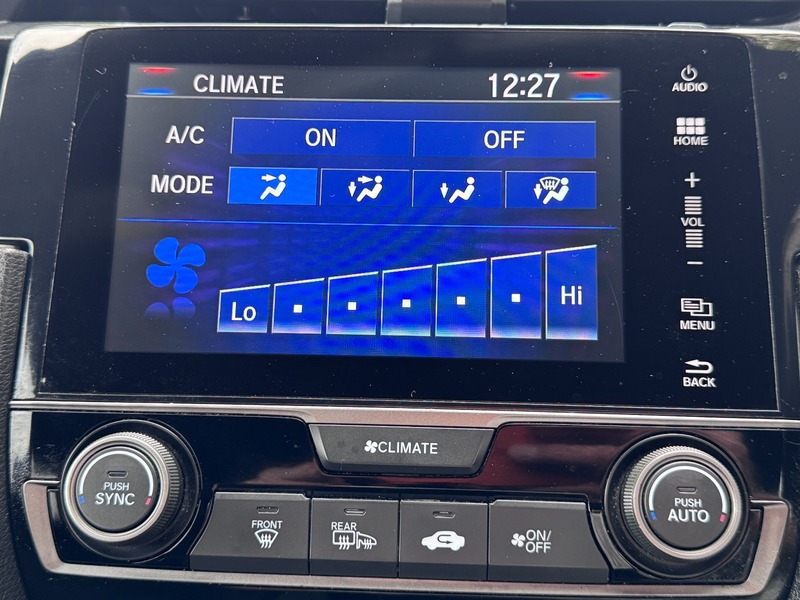 CLIMATE 12:27
A/C ON OFF
MODE
Lo Hi
AUDIO
HOME
+
VOL
-
MENU
BACK
CLIMATE
PUSH
SYNC
FRONT
REAR
ON/
OFF
PUSH
AUTO